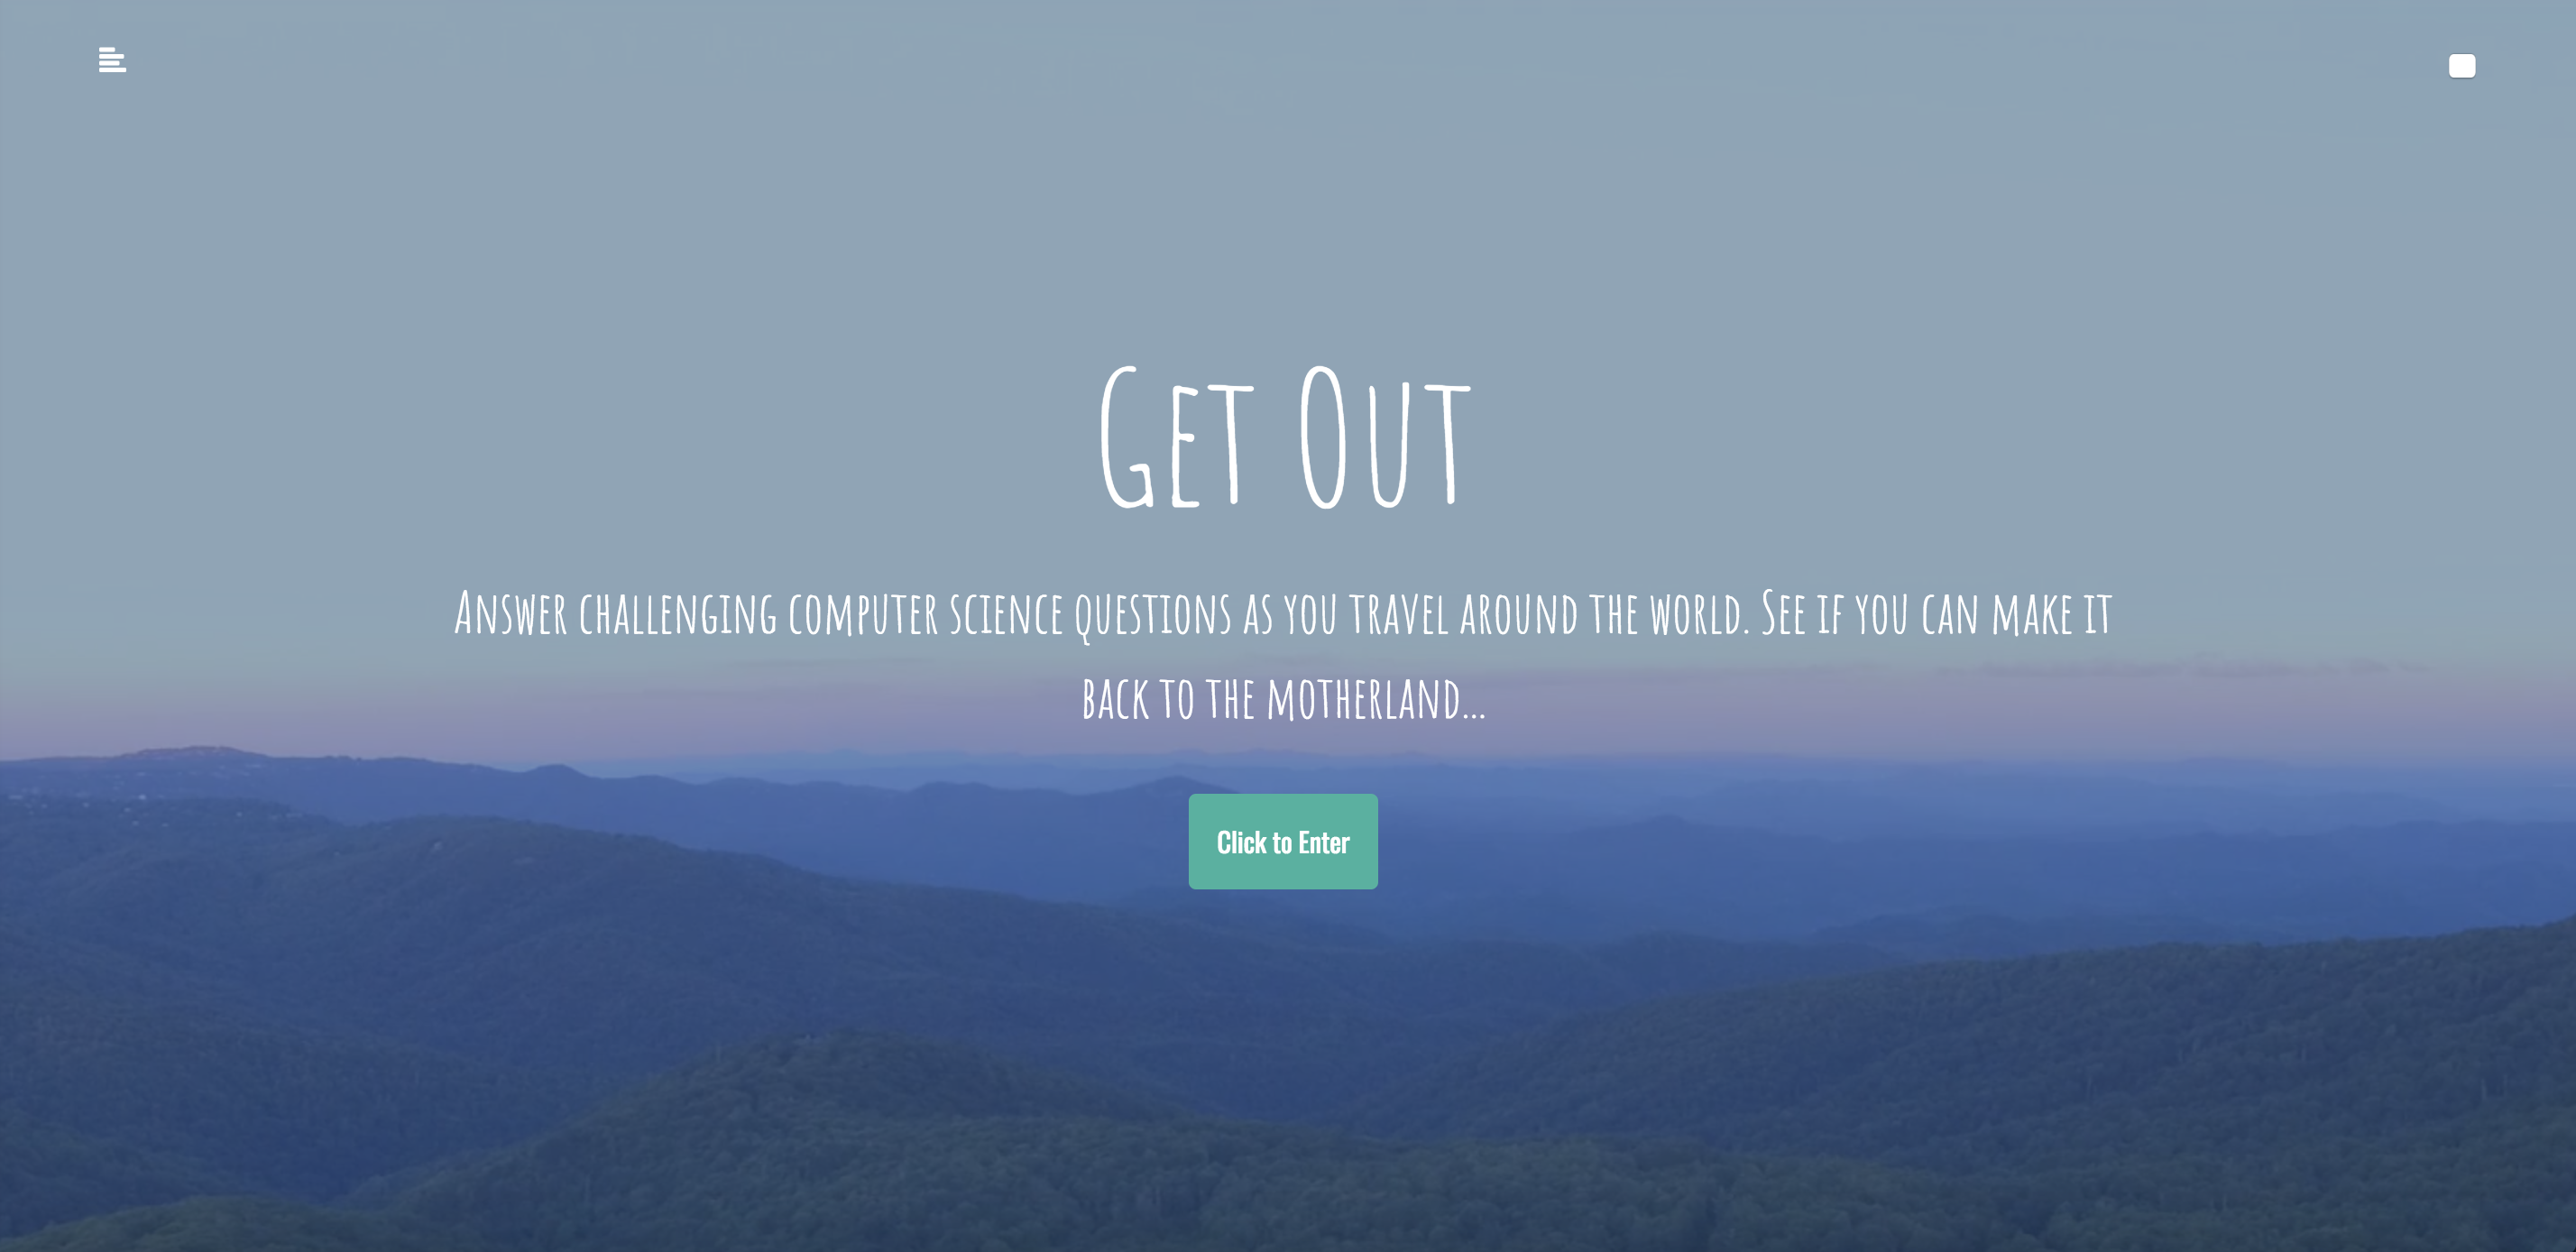 Get Out
Answer challenging computer science questions as you travel around the world. See if you can make it
back to the motherland...
Click to Enter